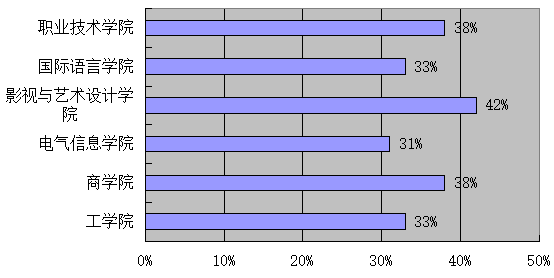 职业技术学院
38%
国际语言学院
33%
影视与艺术设计学
院
42%
电气信息学院
31%
商学院
38%
工学院
33%
0% 10% 20% 30% 40% 50%